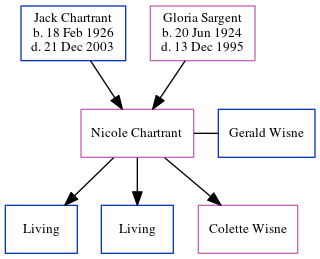 Jack Chartrant
b. 18 Feb 1926
d. 21 Dec 2003
Gloria Sargent
b. 20 Jun 1924
d. 13 Dec 1995
Nicole Chartrant
Gerald Wisne
Living
Living
Colette Wisne